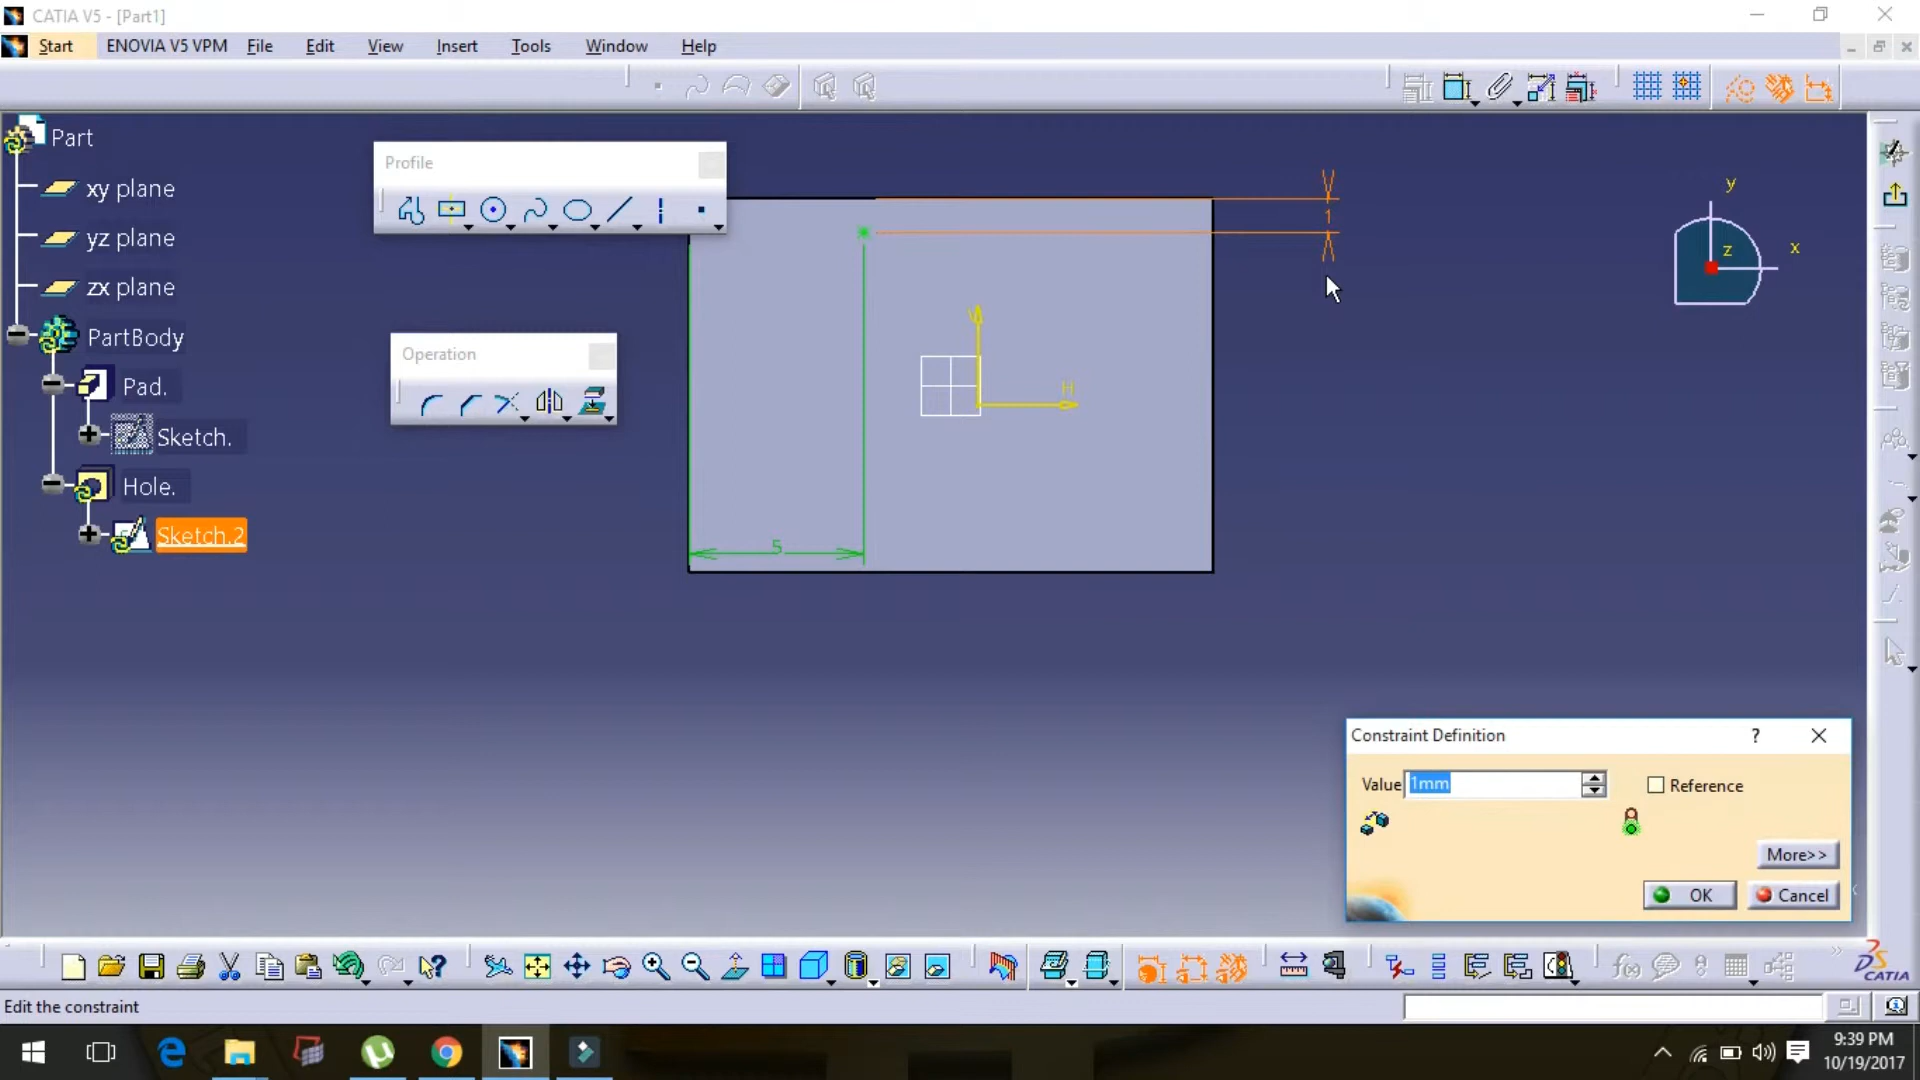 CATIA V5 - [Part1]
Start ENOVIA V5 VPM File Edit View Insert Tools Window Help
Part
xy plane
yz plane
zx plane
PartBody
Pad.
Sketch.
Hole.
Sketch.2
Profile
Operation
1
5
V
H
y
z
x
Constraint Definition ?
Value 1mm Reference
More>>
OK Cancel
DS
CATIA
Edit the constraint
9:39 PM
10/19/2017